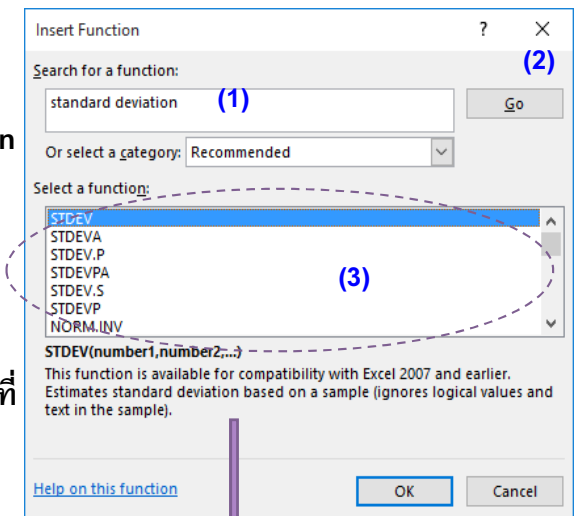 Insert Function ? ×
(2)
Search for a function:
standard deviation (1)
Go
n
Or select a category: Recommended
Select a function:
STDEV
STDEVA
STDEV.P
STDEVPA
(3)
STDEV.S
STDEVP
NORM.INV
STDEV(number1,number2,...)
ที่
This function is available for compatibility with Excel 2007 and earlier.
Estimates standard deviation based on a sample (ignores logical values and
text in the sample).
Help on this function
OK Cancel